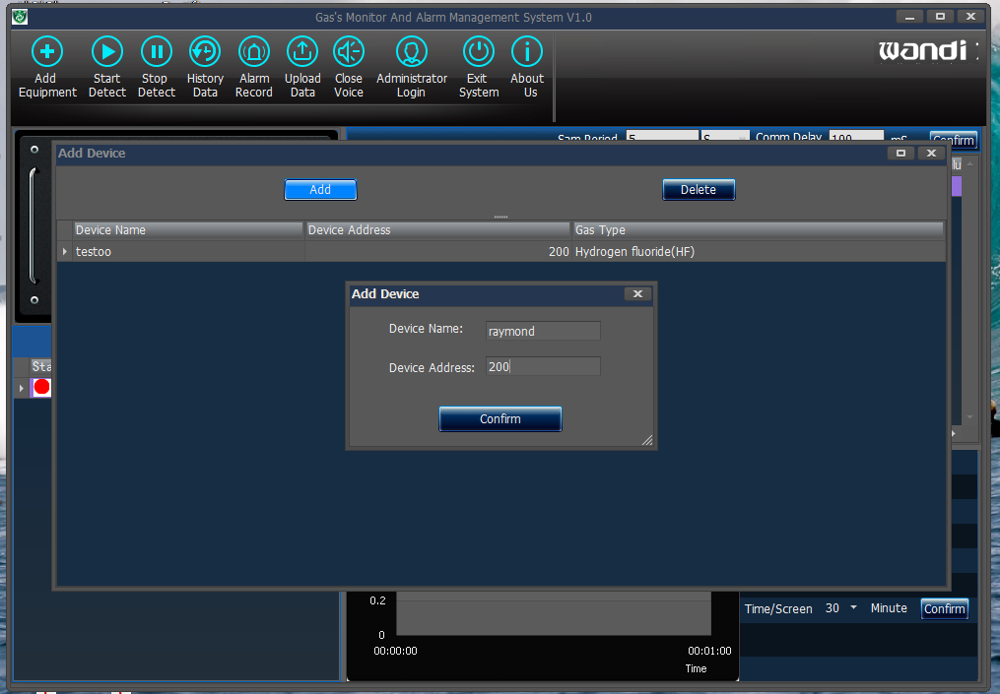 Gas's Monitor And Alarm Management System V1.0
Add Equipment
Start Detect
Stop Detect
History Data
Alarm Record
Upload Data
Close Voice
Administrator Login
Exit System
About Us
wandi
Sam Period 5 S Comm Delay 100 mS Confirm
Add Device
Add Delete
Device Name Device Address Gas Type
testoo 200 Hydrogen fluoride(HF)
Add Device
Device Name: raymond
Device Address: 200
Confirm
Sta
lu
0.2
0
00:00:00 00:01:00
Time
Time/Screen 30 Minute Confirm